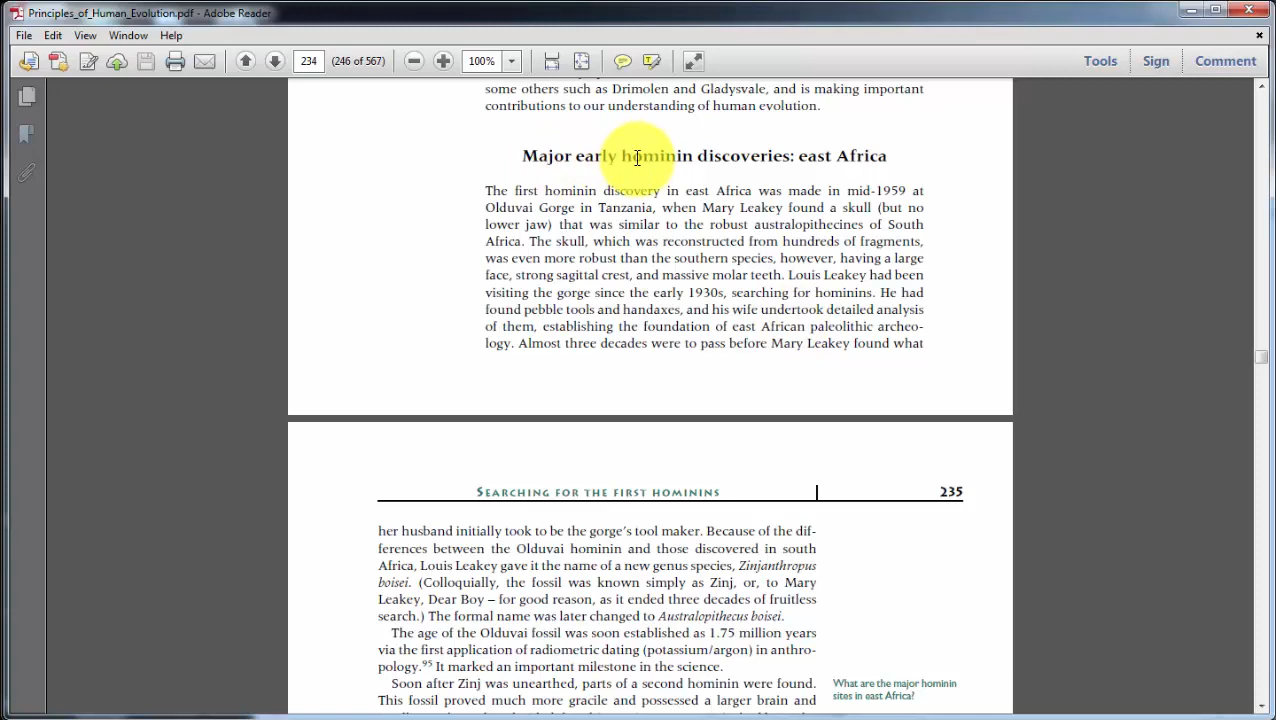 Principles_of_Human_Evolution.pdf - Adobe Reader
File Edit View Window Help
234 (246 of 567) 100% Tools Sign Comment
some others such as Drimolen and Gladysvale, and is making important
contributions to our understanding of human evolution.
Major early hominin discoveries: east Africa
The first hominin discovery in east Africa was made in mid-1959 at
Olduvai Gorge in Tanzania, when Mary Leakey found a skull (but no
lower jaw) that was similar to the robust australopithecines of South
Africa. The skull, which was reconstructed from hundreds of fragments,
was even more robust than the southern species, however, having a large
face, strong sagittal crest, and massive molar teeth. Louis Leakey had been
visiting the gorge since the early 1930s, searching for hominins. He had
found pebble tools and handaxes, and his wife undertook detailed analysis
of them, establishing the foundation of east African paleolithic archeo-
logy. Almost three decades were to pass before Mary Leakey found what
SEARCHING FOR THE FIRST HOMININS 235
her husband initially took to be the gorge's tool maker. Because of the dif-
ferences between the Olduvai hominin and those discovered in south
Africa, Louis Leakey gave it the name of a new genus species, Zinjanthropus
boisei. (Colloquially, the fossil was known simply as Zinj, or, to Mary
Leakey, Dear Boy – for good reason, as it ended three decades of fruitless
search.) The formal name was later changed to Australopithecus boisei.
The age of the Olduvai fossil was soon established as 1.75 million years
via the first application of radiometric dating (potassium/argon) in anthro-
pology.95 It marked an important milestone in the science.
Soon after Zinj was unearthed, parts of a second hominin were found.
This fossil proved much more gracile and possessed a larger brain and
What are the major hominin
sites in east Africa?